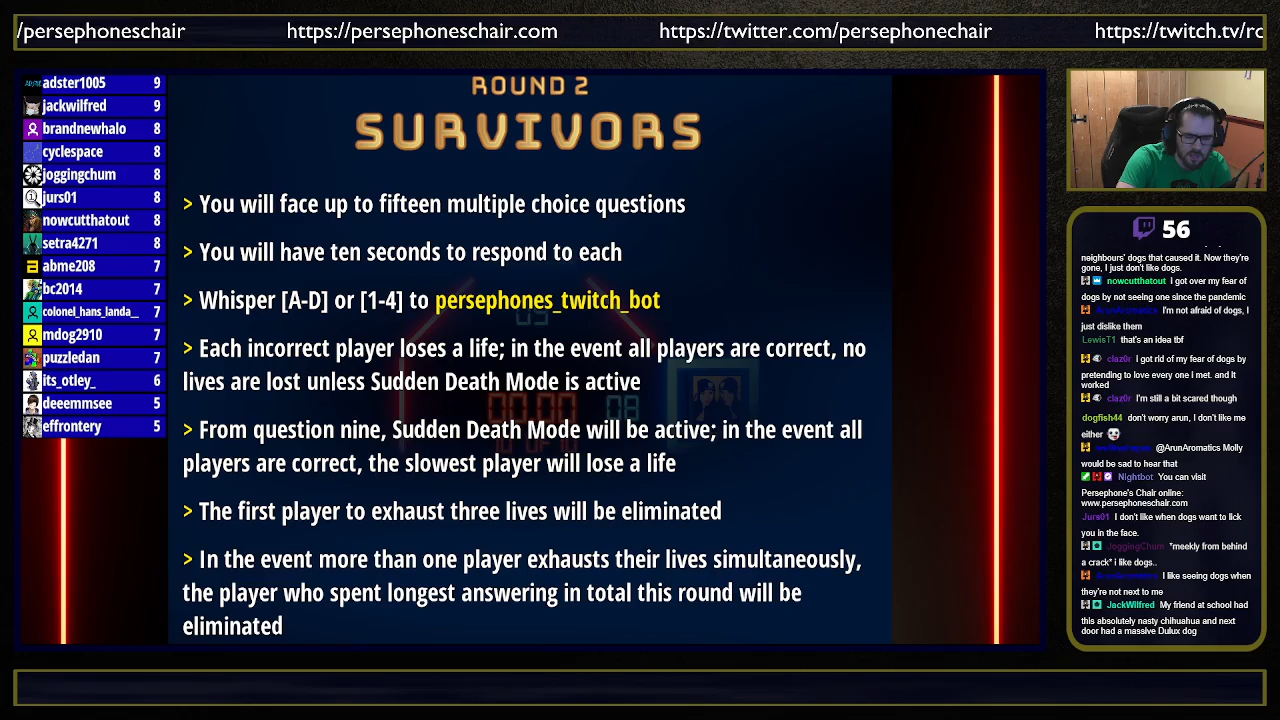 /persephoneschair https://persephoneschair.com https://twitter.com/persephonechair https://twitch.tv/ro
adster1005 9
jackwilfred 9
brandnewhalo 8
cyclespace 8
joggingchum 8
jurs01 8
nowcutthatout 8
setra4271 8
abme208 7
bc2014 7
colonel_hans_landa__ 7
mdog2910 7
puzzledan 7
its_otley_ 6
deeemmsee 5
effrontery 5
ROUND 2
SURVIVORS
> You will face up to fifteen multiple choice questions
> You will have ten seconds to respond to each
> Whisper [A-D] or [1-4] to persephones_twitch_bot
> Each incorrect player loses a life; in the event all players are correct, no
lives are lost unless Sudden Death Mode is active
> From question nine, Sudden Death Mode will be active; in the event all
players are correct, the slowest player will lose a life
> The first player to exhaust three lives will be eliminated
> In the event more than one player exhausts their lives simultaneously,
the player who spent longest answering in total this round will be
eliminated
56
neighbours' dogs that caused it. Now they're
gone, I just don't like dogs.
nowcutthatout I got over my fear of
dogs by not seeing one since the pandemic
ArunAromatics I'm not afraid of dogs, I
just dislike them
LewisT1 that's an idea tbf
claz0r I got rid of my fear of dogs by
pretending to love every one I met. and it
worked
claz0r I'm still a bit scared though
dogfish44 don't worry arun, I don't like me
either
@ArunAromatics Molly
would be sad to hear that
Nightbot You can visit
Persephone's Chair online:
www.persephoneschair.com
Jurs01 I don't like when dogs want to lick
you in the face.
JoggingChum *meekly from behind
a crack* i like dogs..
ArunAromatics I like seeing dogs when
they're not next to me
JackWilfred My friend at school had
this absolutely nasty chihuahua and next
door had a massive Dulux dog